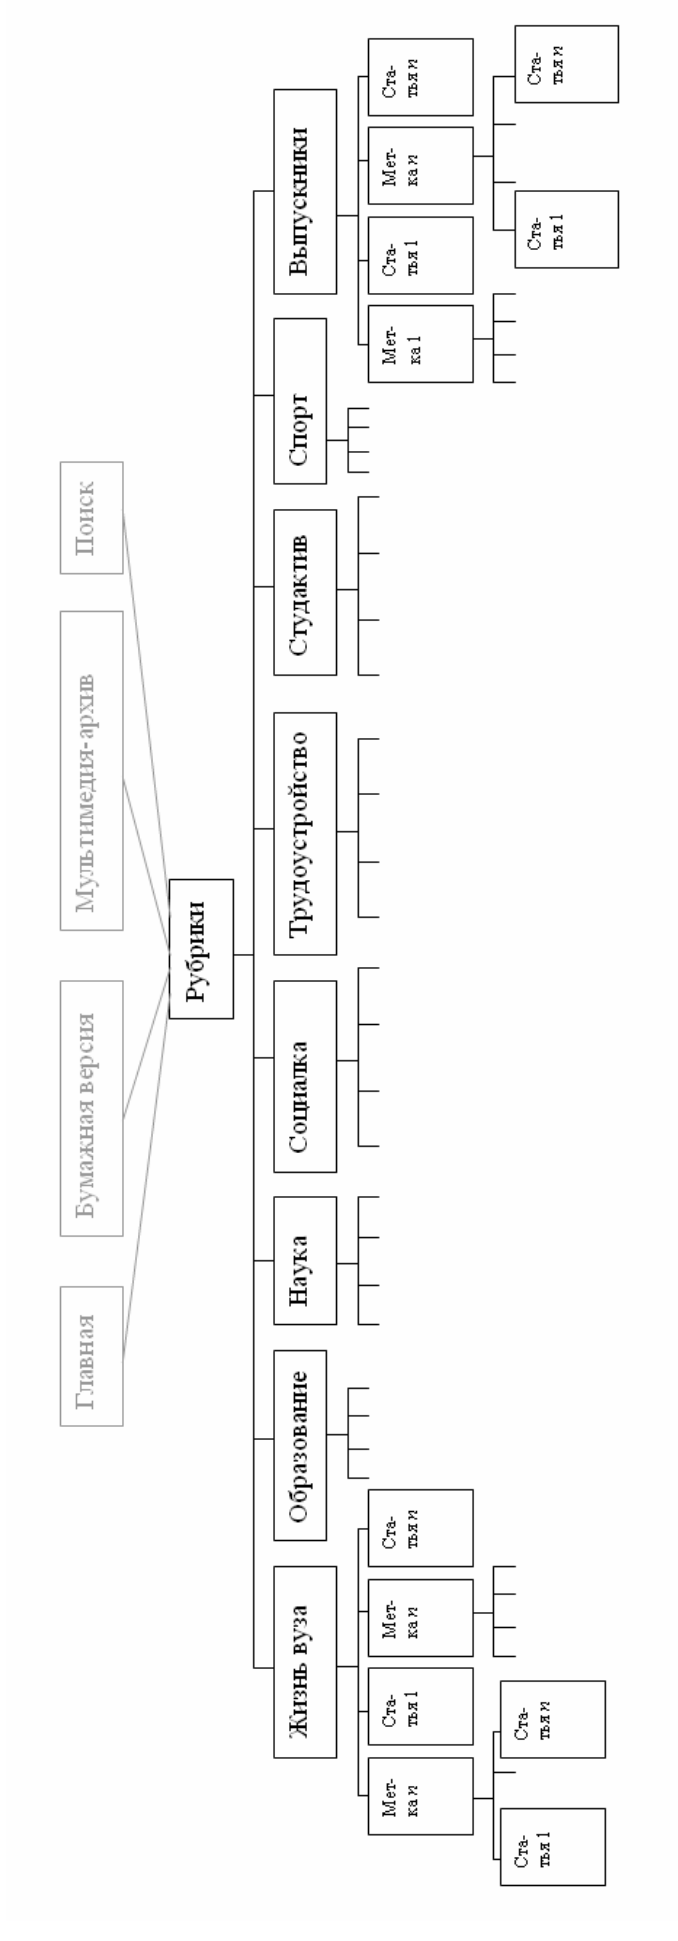 Главная
Бумажная версия
Мультимедия-архив
Поиск
Рубрики
Жизнь вуза
Образование
Наука
Социалка
Трудоустройство
Студактив
Спорт
Выпускники
Мет-
ка n
Ста-
тья 1
Мет-
ка n
Ста-
тья n
Мет-
ка 1
Ста-
тья 1
Мет-
ка n
Ста-
тья n
Ста-
тья 1
Ста-
тья n
Ста-
тья 1
Ста-
тья n